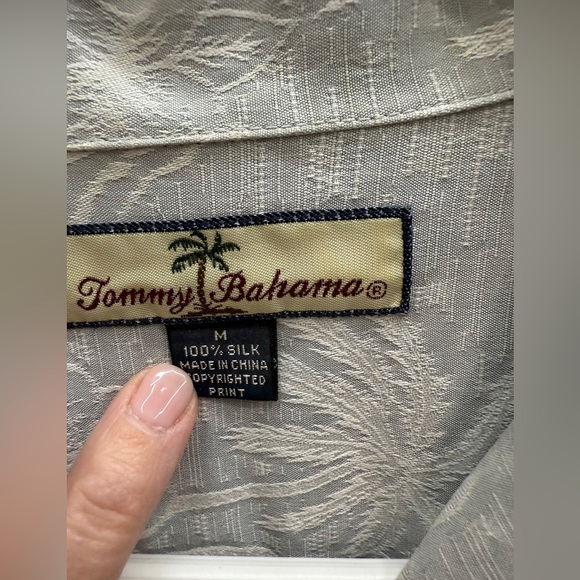 Tommy Bahama®
M
100% SILK
MADE IN CHINA
COPYRIGHTED
PRINT